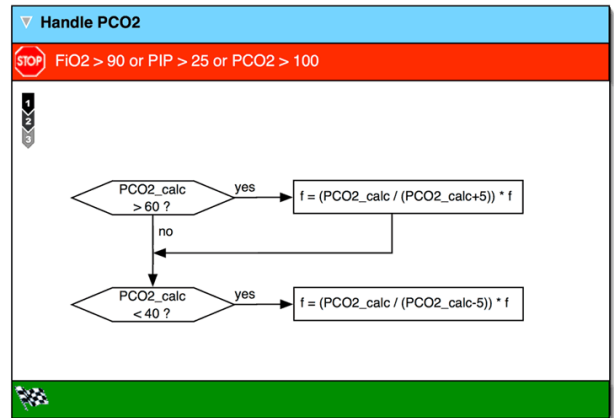 Handle PCO2
STOP
FiO2 > 90 or PIP > 25 or PCO2 > 100
1
2
3
PCO2_calc
> 60 ?
yes
f = (PCO2_calc / (PCO2_calc+5)) * f
no
PCO2_calc
< 40 ?
yes
f = (PCO2_calc / (PCO2_calc-5)) * f